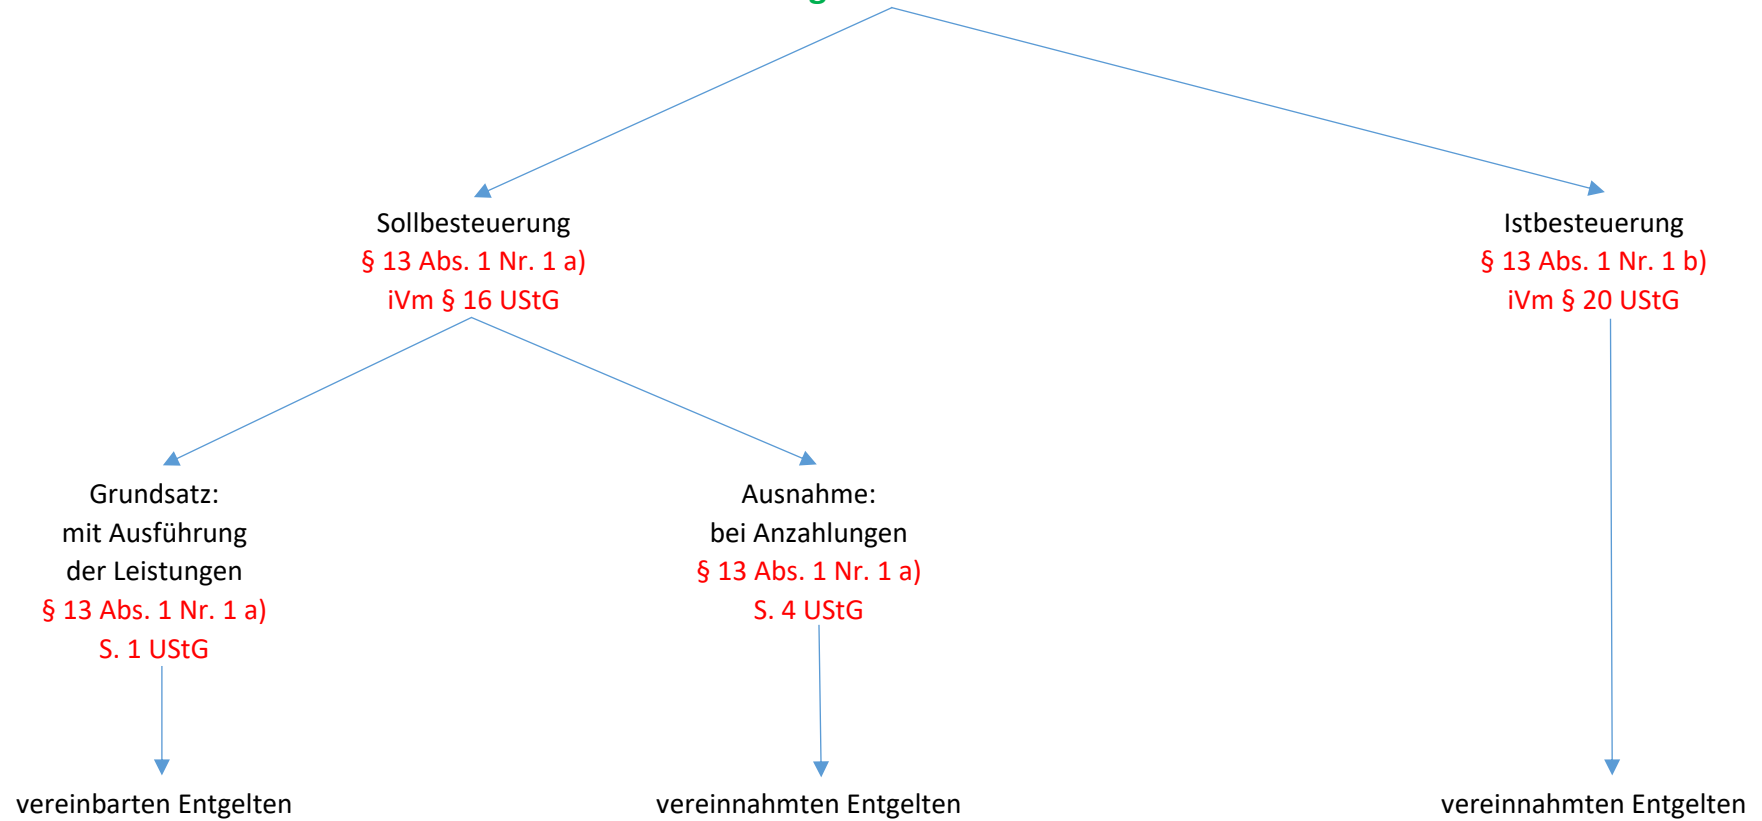 Sollbesteuerung
§ 13 Abs. 1 Nr. 1 a)
iVm § 16 UStG
Istbesteuerung
§ 13 Abs. 1 Nr. 1 b)
iVm § 20 UStG
Grundsatz:
mit Ausführung
der Leistungen
§ 13 Abs. 1 Nr. 1 a)
S. 1 UStG
Ausnahme:
bei Anzahlungen
§ 13 Abs. 1 Nr. 1 a)
S. 4 UStG
vereinbarten Entgelten
vereinnahmten Entgelten
vereinnahmten Entgelten